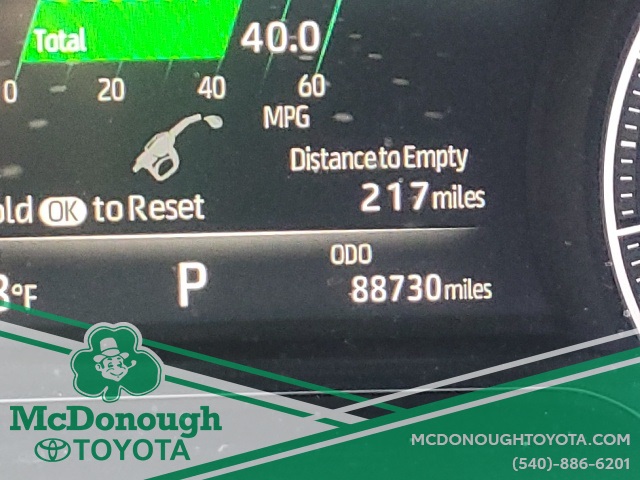 Total 40.0
0 20 40 60
MPG
Distance to Empty
217 miles
to Reset
OK
ODO
°F P 88730 miles
McDonough
TOYOTA
MCDONOUGHTOYOTA.COM
(540)-886-6201